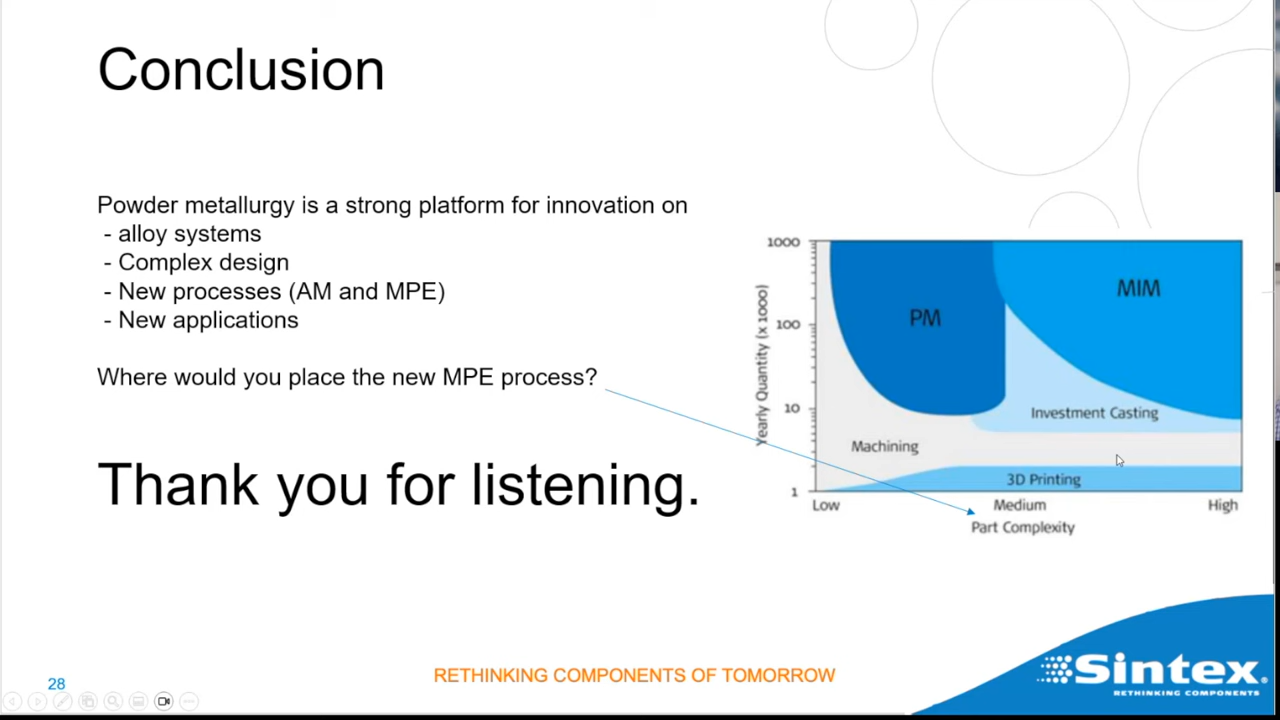 Conclusion
Powder metallurgy is a strong platform for innovation on
- alloy systems
- Complex design
- New processes (AM and MPE)
- New applications
Where would you place the new MPE process?
Thank you for listening.
Yearly Quantity (x 1000)
1000
100
10
1
PM
MIM
Investment Casting
Machining
3D Printing
Low
Medium
High
Part Complexity
28
RETHINKING COMPONENTS OF TOMORROW
Sintex.
RETHINKING COMPONENTS.